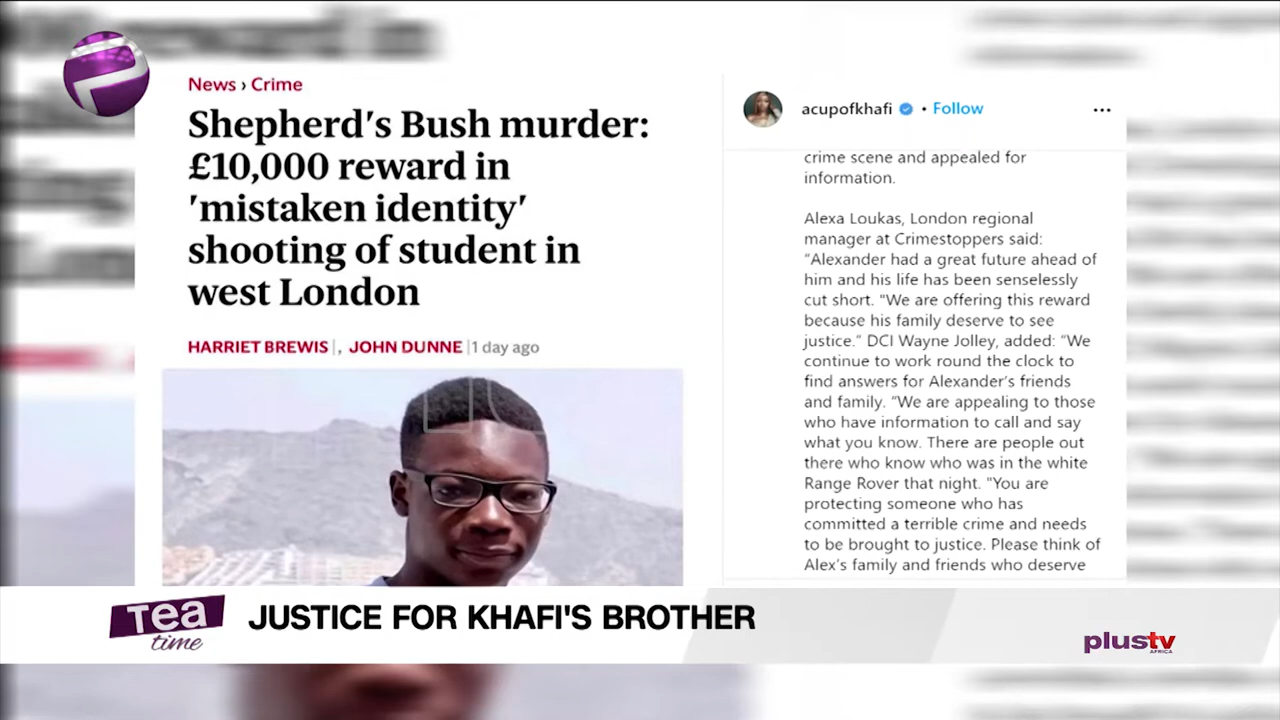 News › Crime
Shepherd's Bush murder:
£10,000 reward in
'mistaken identity'
shooting of student in
west London
HARRIET BREWIS | , JOHN DUNNE | 1 day ago
acupofkhafi • Follow ...
crime scene and appealed for
information.
Alexa Loukas, London regional
manager at Crimestoppers said:
"Alexander had a great future ahead of
him and his life has been senselessly
cut short. "We are offering this reward
because his family deserve to see
justice." DCI Wayne Jolley, added: "We
continue to work round the clock to
find answers for Alexander's friends
and family. "We are appealing to those
who have information to call and say
what you know. There are people out
there who know who was in the white
Range Rover that night. "You are
protecting someone who has
committed a terrible crime and needs
to be brought to justice. Please think of
Alex's family and friends who deserve
Tea
time
JUSTICE FOR KHAFI'S BROTHER
plustv
AFRICA